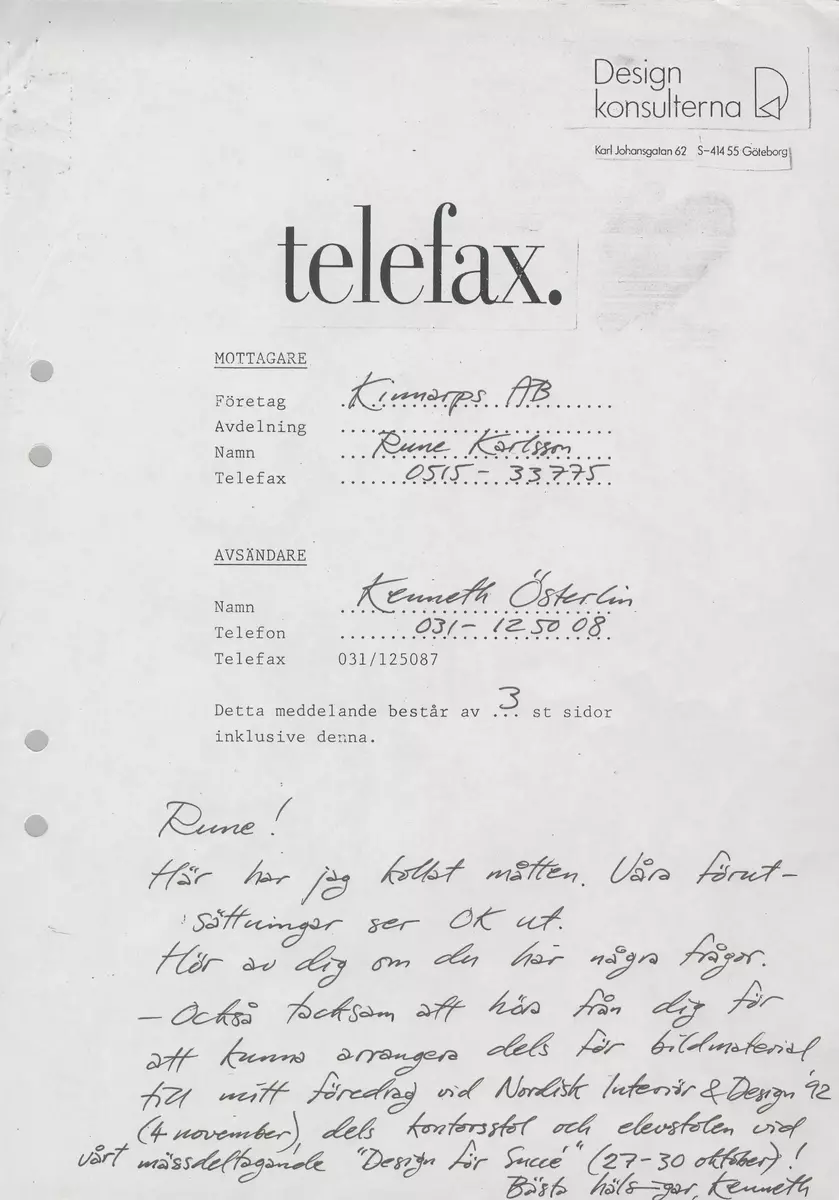 Design
konsulterna
Karl Johansgatan 62 S-414 55 Göteborg
telefax.
MOTTAGARE
Företag Kinnarps AB
Avdelning
Namn Rune Karlsson
Telefax 0515-33775
AVSÄNDARE
Namn Kenneth Österlin
Telefon 031-125008
Telefax 031/125087
Detta meddelande består av 3 st sidor
inklusive denna.
Rune!
Här har jag kollat måtten. Våra förut-
sättningar ser OK ut.
Hör av dig om du har några frågor.
- Också tacksam att höra från dig för
att kunna arrangera dels för bildmaterial
till mitt föredrag vid Nordisk Interiör & Design '92
(4 november), dels kontorsstol och elevstolen vid
vårt mässdeltagande "Design för Succé" (27-30 oktober)!
Bästa häls-gar, Kenneth